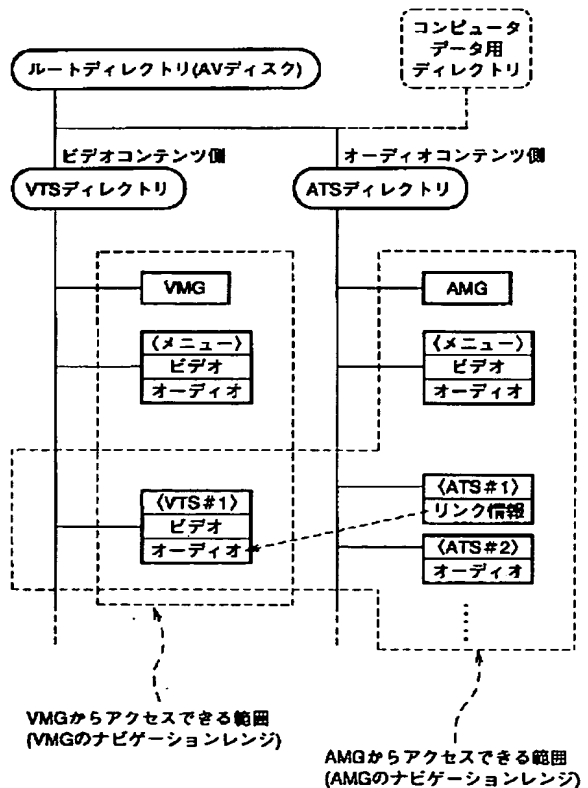 コンピュータ
データ用
ディレクトリ
ルートディレクトリ(AVディスク)
ビデオコンテンツ側
オーディオコンテンツ側
VTSディレクトリ
ATSディレクトリ
VMG
AMG
〈メニュー〉
ビデオ
オーディオ
〈メニュー〉
ビデオ
オーディオ
〈VTS#1〉
ビデオ
オーディオ
〈ATS#1〉
リンク情報
〈ATS#2〉
オーディオ
VMGからアクセスできる範囲
(VMGのナビゲーションレンジ)
AMGからアクセスできる範囲
(AMGのナビゲーションレンジ)